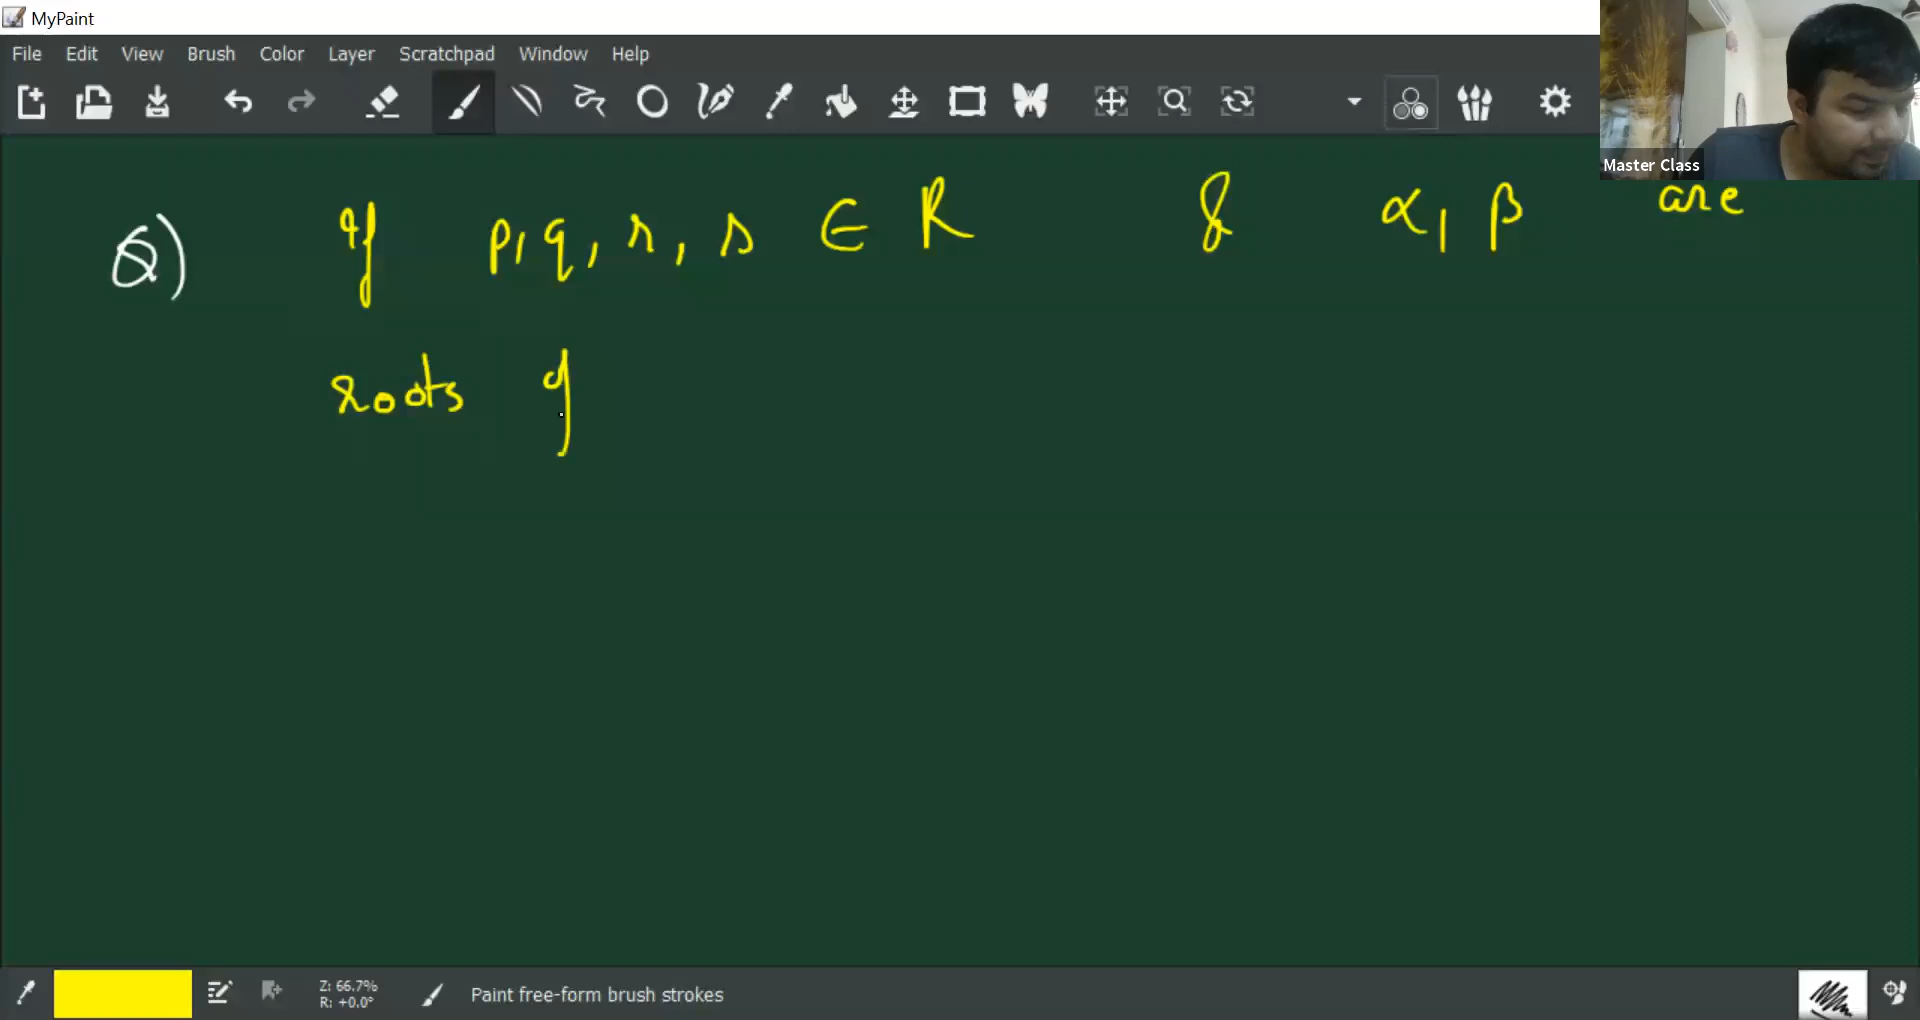 MyPaint
File Edit View Brush Color Layer Scratchpad Window Help
Master Class
Q) If p, q, r, s ∈ R & α, β are
roots of
Z: 66.7%
R: +0.0°
Paint free-form brush strokes